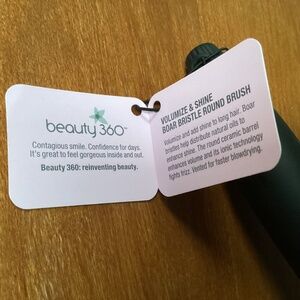 beauty 360™
Contagious smile. Confidence for days.
It's great to feel gorgeous inside and out.
Beauty 360: reinventing beauty.
VOLUMIZE & SHINE
BOAR BRISTLE ROUND BRUSH
Volumize and add shine to long hair. Boar
bristles help distribute natural oils to
enhance shine. The round ceramic barrel
enhances volume and its ionic technology
fights frizz. Vented for faster blowdrying.